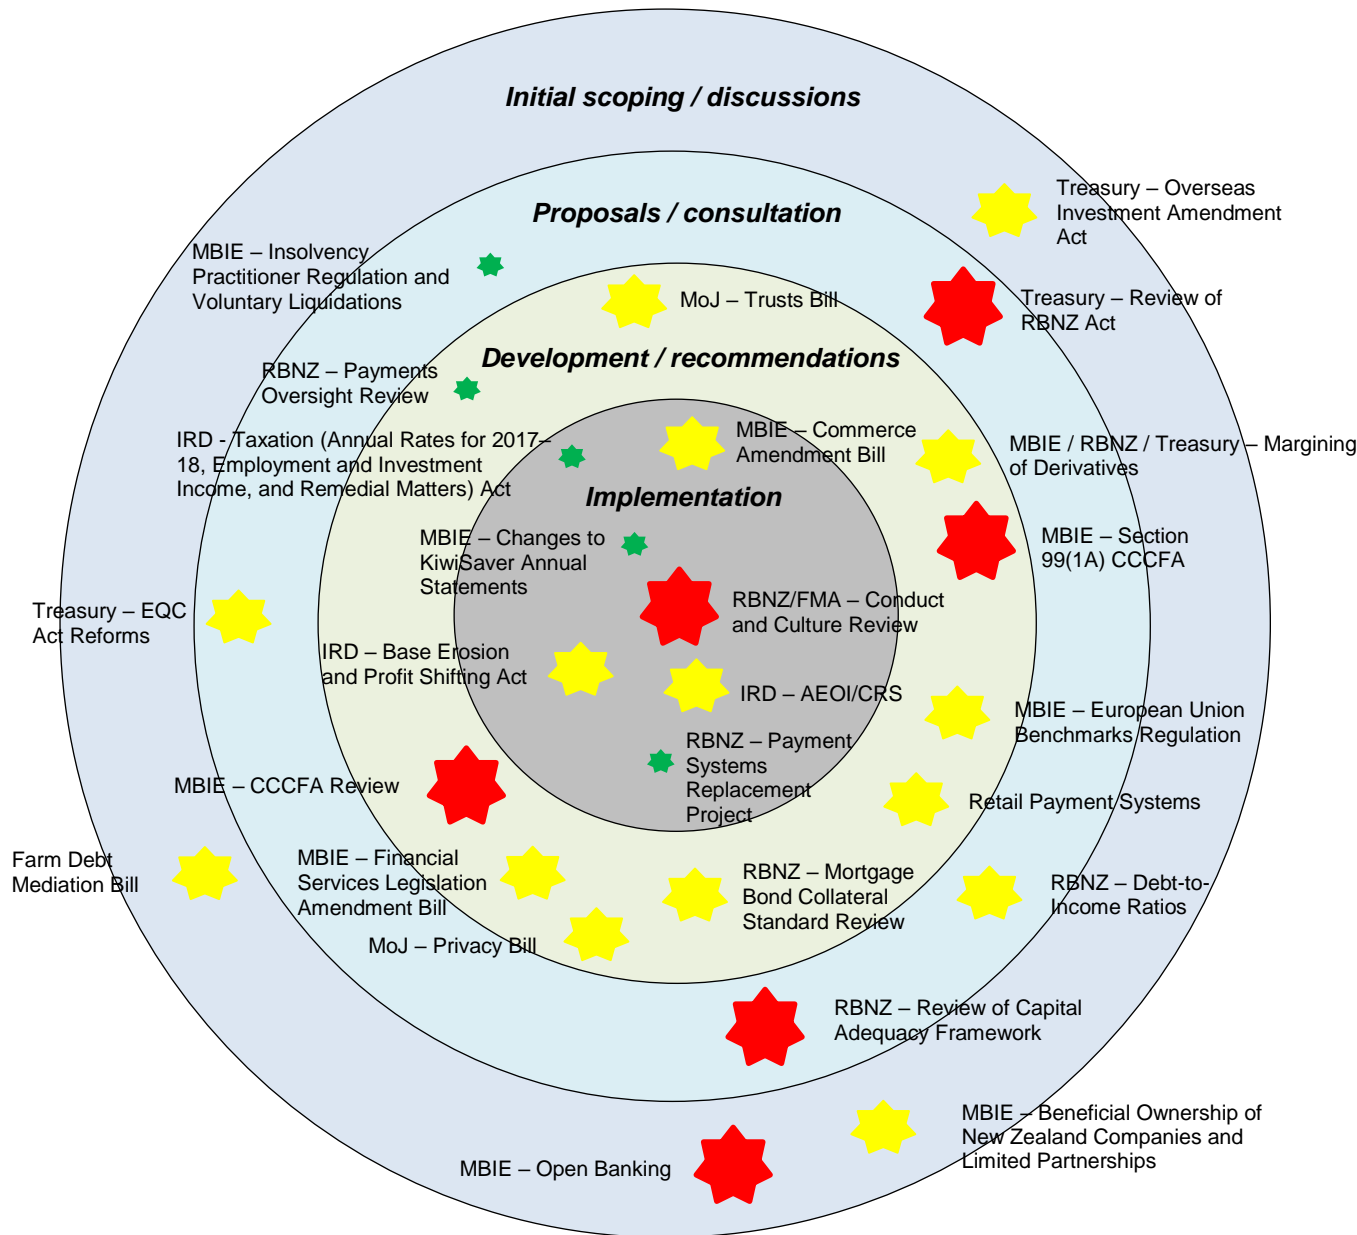 Initial scoping / discussions
Treasury – Overseas
Investment Amendment
Act
Proposals / consultation
MBIE – Insolvency
Practitioner Regulation and
Voluntary Liquidations
MoJ – Trusts Bill
Treasury – Review of
RBNZ Act
Development / recommendations
RBNZ – Payments
Oversight Review
IRD - Taxation (Annual Rates for 2017–
18, Employment and Investment
Income, and Remedial Matters) Act
MBIE – Commerce
Amendment Bill
MBIE / RBNZ / Treasury – Margining
of Derivatives
Implementation
MBIE – Changes to
KiwiSaver Annual
Statements
MBIE – Section
99(1A) CCCFA
RBNZ/FMA – Conduct
and Culture Review
Treasury – EQC
Act Reforms
IRD – Base Erosion
and Profit Shifting Act
IRD – AEOI/CRS
MBIE – European Union
Benchmarks Regulation
RBNZ – Payment
Systems
Replacement
Project
MBIE – CCCFA Review
Retail Payment Systems
Farm Debt
Mediation Bill
MBIE – Financial
Services Legislation
Amendment Bill
RBNZ – Mortgage
Bond Collateral
Standard Review
RBNZ – Debt-to-
Income Ratios
MoJ – Privacy Bill
RBNZ – Review of Capital
Adequacy Framework
MBIE – Beneficial Ownership of
New Zealand Companies and
Limited Partnerships
MBIE – Open Banking